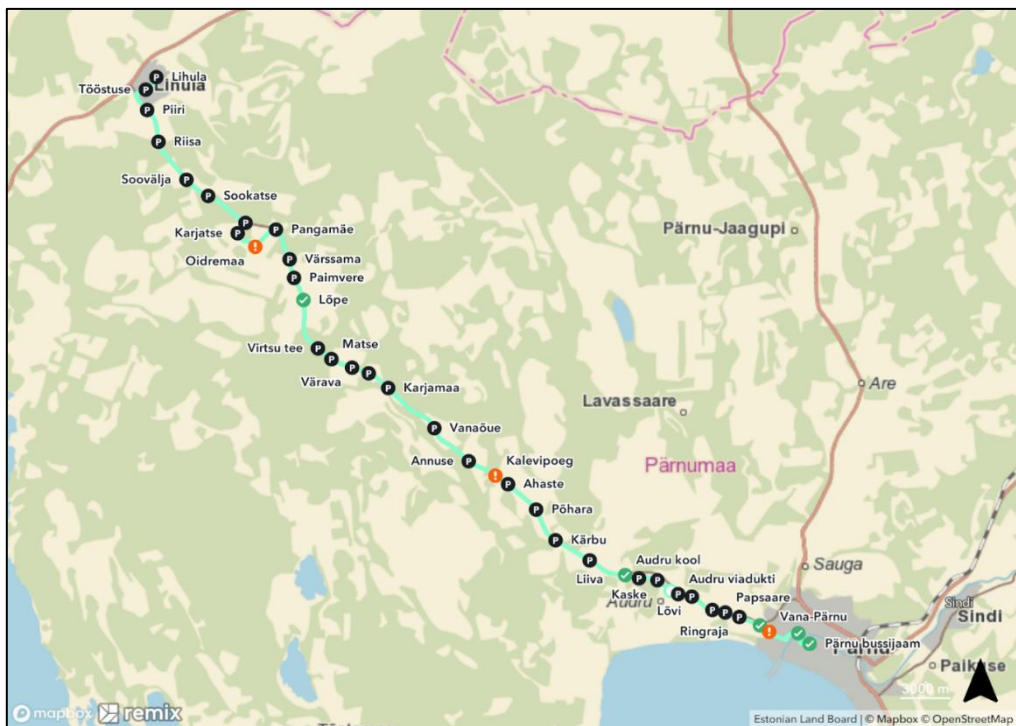 Lihula
Lihula
Tööstuse
Piiri
Riisa
Soovälja
Sookatse
Karjatse
Pangamäe
Pärnu-Jaagupi
Oidremaa
Värssama
Paimvere
Lõpe
Virtsu tee
Matse
Värava
Karjamaa
Are
Lavassaare
Vanaõue
Annuse
Kalevipoeg
Pärnumaa
Ahaste
Põhara
Kärbu
Audru kool
Sauga
Liiva
Audru viadukti
Kaske
Audru
Lõvi
Papsaare
Sindi
Vana-Pärnu
Sindi
Ringraja
Pärnu bussijaam
Pärnu
Paikuse
3000 m
mapbox remix
Estonian Land Board | © Mapbox © OpenStreetMap